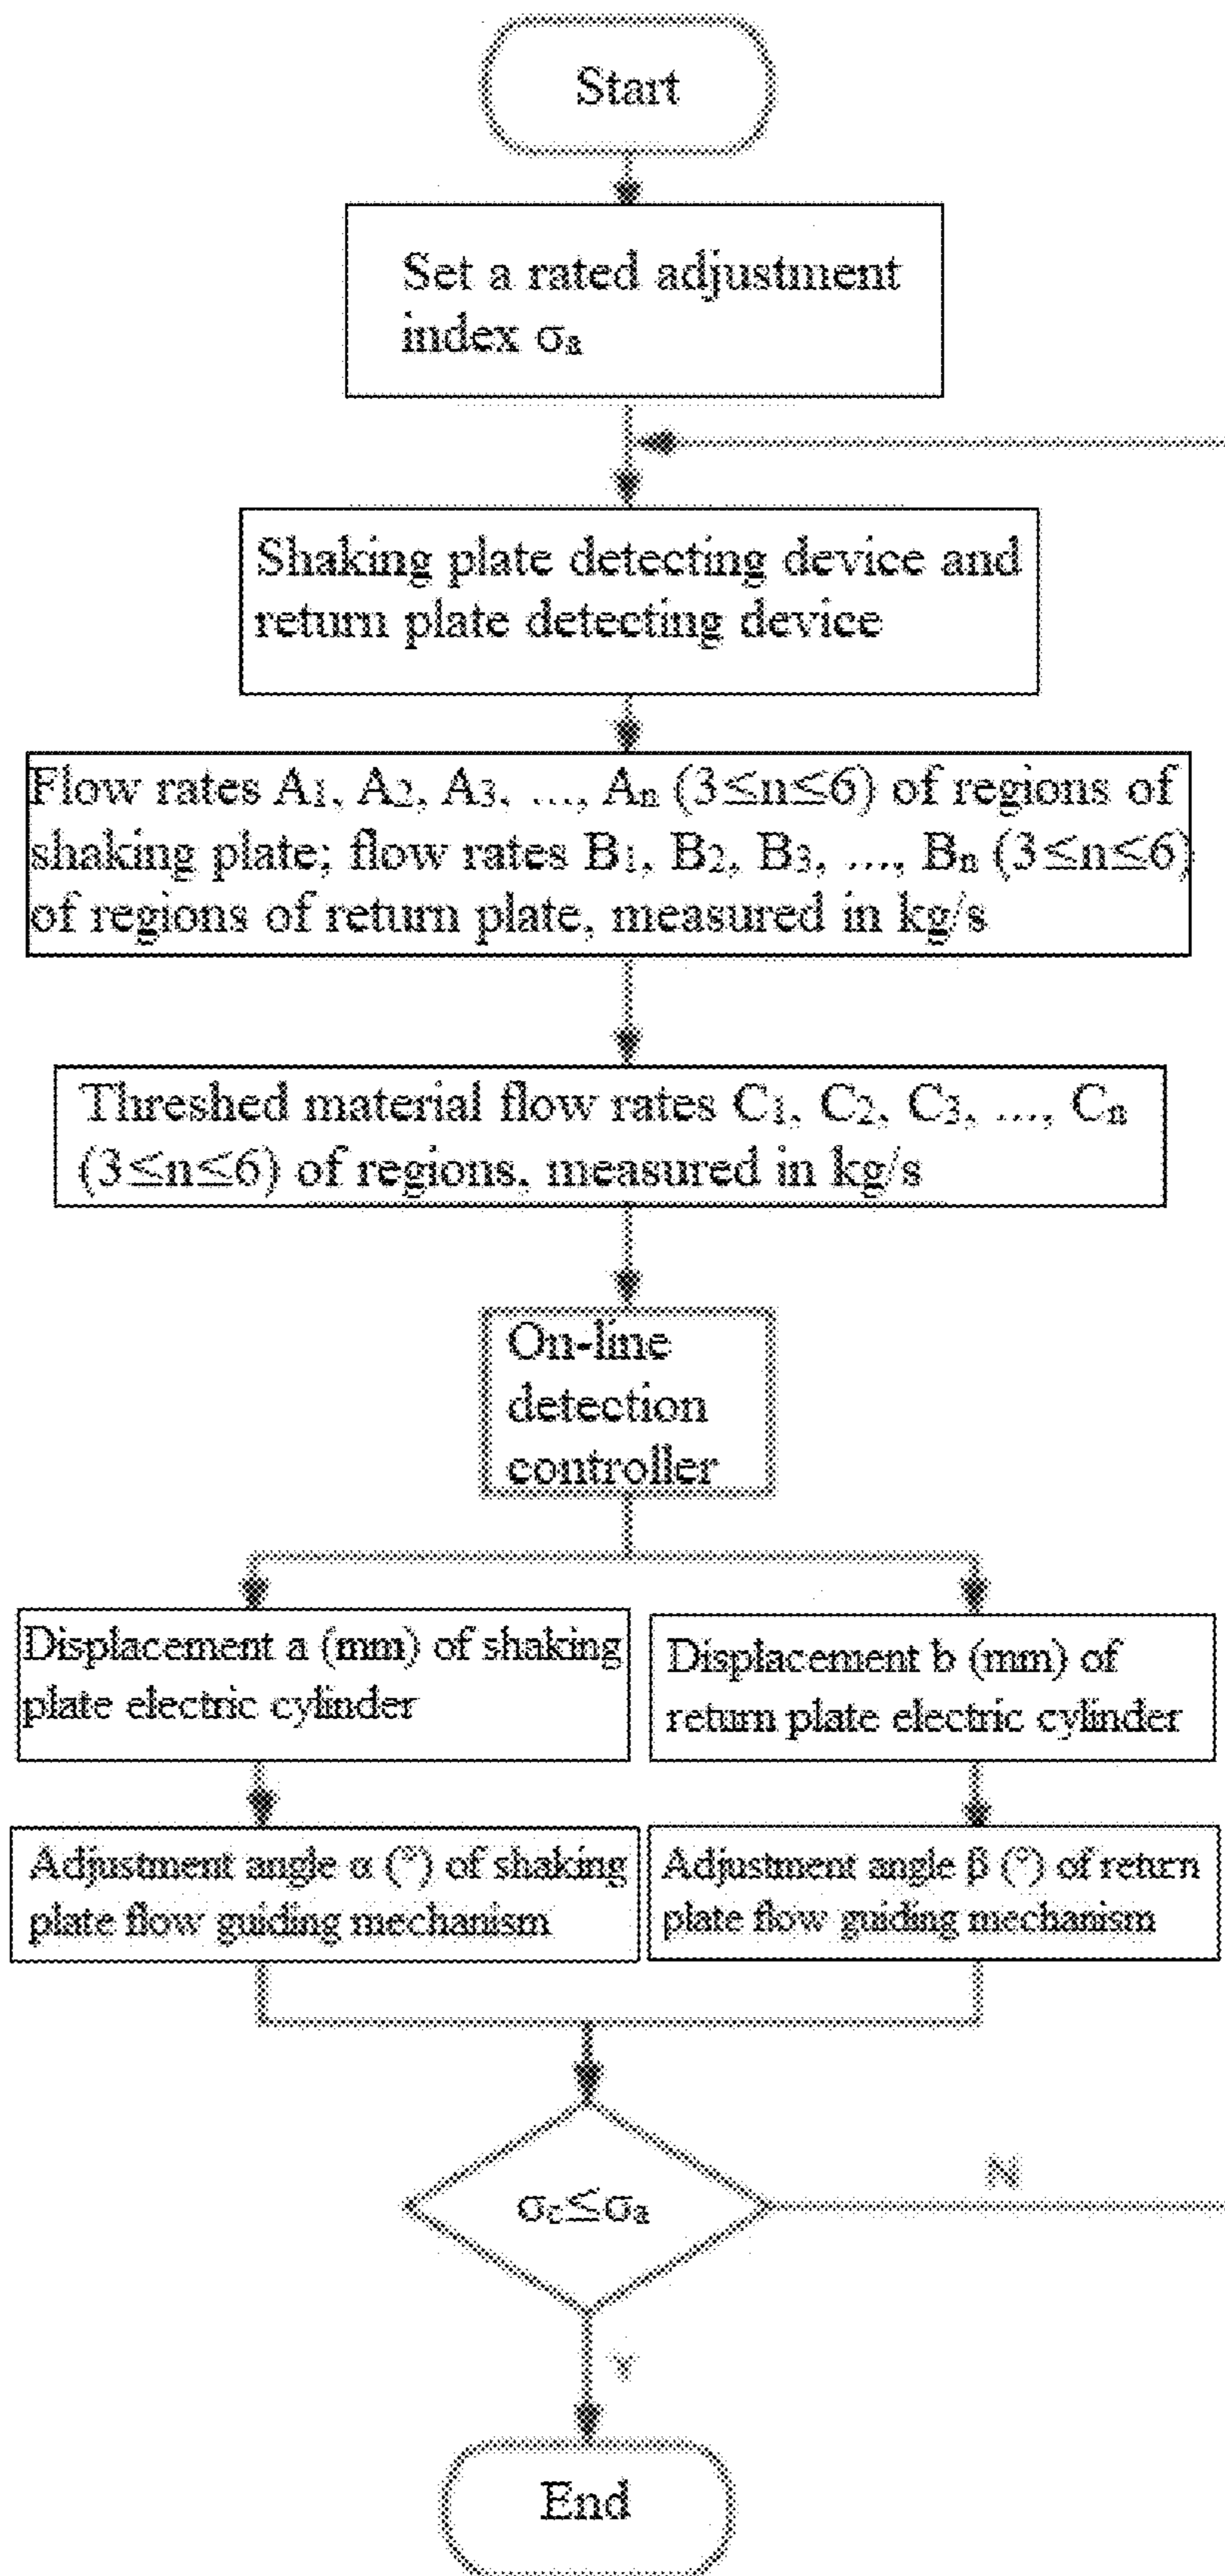 Start
Set a rated adjustment
index σₐ
Shaking plate detecting device and
return plate detecting device
Flow rates A₁, A₂, A₃, ..., Aₙ (3≤n≤6) of regions of
shaking plate; flow rates B₁, B₂, B₃, ..., Bₙ (3≤n≤6)
of regions of return plate, measured in kg/s
Threshed material flow rates C₁, C₂, C₃, ..., Cₙ
(3≤n≤6) of regions, measured in kg/s
On-line
detection
controller
Displacement a (mm) of shaking
plate electric cylinder
Displacement b (mm) of
return plate electric cylinder
Adjustment angle α (°) of shaking
plate flow guiding mechanism
Adjustment angle β (°) of return
plate flow guiding mechanism
σ_c≤σₐ
N
Y
End